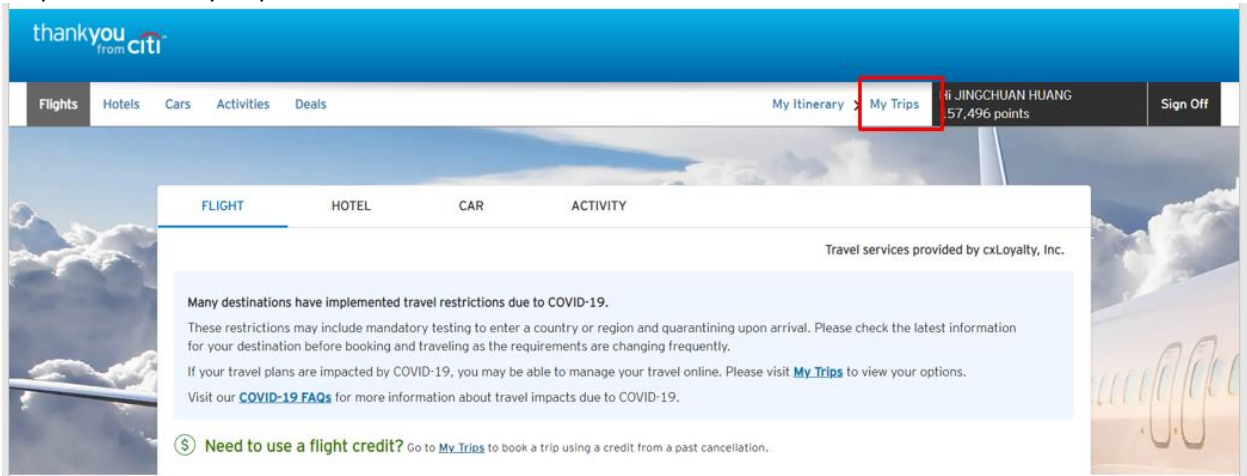 thankyou
from citi
Flights Hotels Cars Activities Deals My Itinerary My Trips Hi JINGCHUAN HUANG
157,496 points Sign Off
FLIGHT HOTEL CAR ACTIVITY
Travel services provided by cxLoyalty, Inc.
Many destinations have implemented travel restrictions due to COVID-19.
These restrictions may include mandatory testing to enter a country or region and quarantining upon arrival. Please check the latest information
for your destination before booking and traveling as the requirements are changing frequently.
If your travel plans are impacted by COVID-19, you may be able to manage your travel online. Please visit My Trips to view your options.
Visit our COVID-19 FAQs for more information about travel impacts due to COVID-19.
$ Need to use a flight credit? Go to My Trips to book a trip using a credit from a past cancellation.